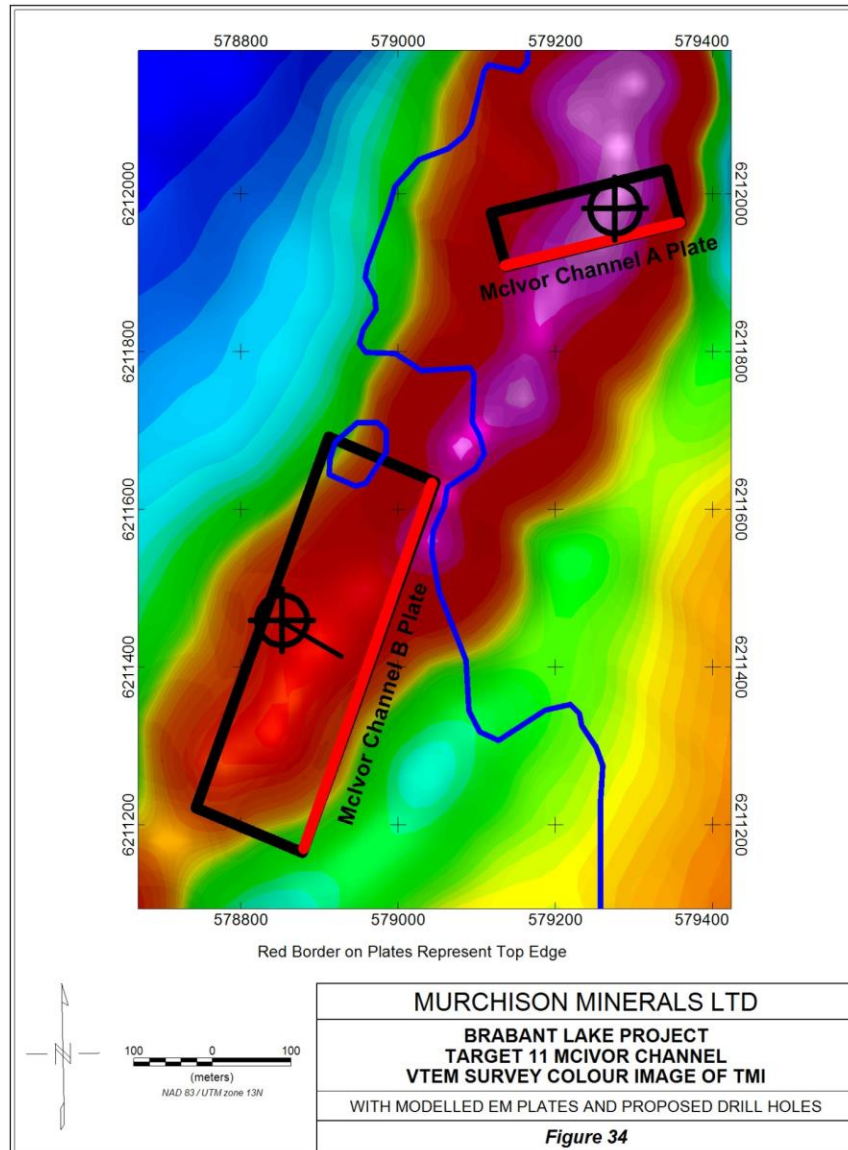 578800 579000 579200 579400
6212000 6212000
McIvor Channel A Plate
6211800 6211800
6211600 6211600
McIvor Channel B Plate
6211400 6211400
6211200 6211200
578800 579000 579200 579400
Red Border on Plates Represent Top Edge
N
100 0 100
(meters)
NAD 83 / UTM zone 13N
MURCHISON MINERALS LTD
BRABANT LAKE PROJECT
TARGET 11 MCIVOR CHANNEL
VTEM SURVEY COLOUR IMAGE OF TMI
WITH MODELLED EM PLATES AND PROPOSED DRILL HOLES
Figure 34